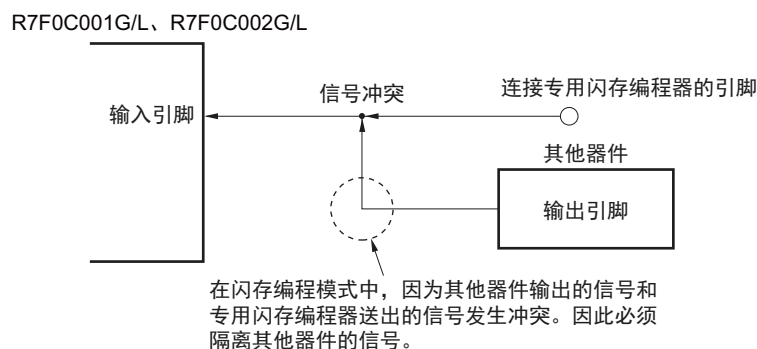 R7F0C001G/L、R7F0C002G/L
输入引脚
信号冲突
连接专用闪存编程器的引脚
其他器件
输出引脚
在闪存编程模式中，因为其他器件输出的信号和
专用闪存编程器送出的信号发生冲突。因此必须
隔离其他器件的信号。